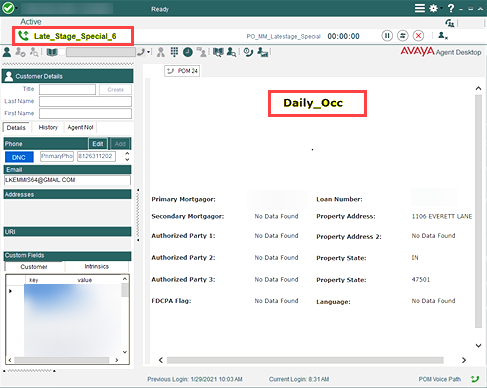 Ready
Active
Late_Stage_Special_6
PO_MM_Latestage_Special 00:00:00
AVAYA Agent Desktop
POM 24
Customer Details
Title Create
Last Name
First Name
Details History Agent Not
Phone Edit Add
DNC PrimaryPho 8126311202
Email
LKEMMIS64@GMAIL.COM
Addresses
URI
Custom Fields
Customer Intrinsics
key value
Daily_Occ
Primary Mortgagor: Loan Number:
Secondary Mortgagor: No Data Found Property Address: 1106 EVERETT LANE
Authorized Party 1: No Data Found Property Address 2: No Data Found
Authorized Party 2: No Data Found Property State: IN
Authorized Party 3: No Data Found Property State: 47501
FDCPA Flag: No Data Found Language: No Data Found
Previous Login: 1/29/2021 10:03 AM Current Login: 8:31 AM POM Voice Path